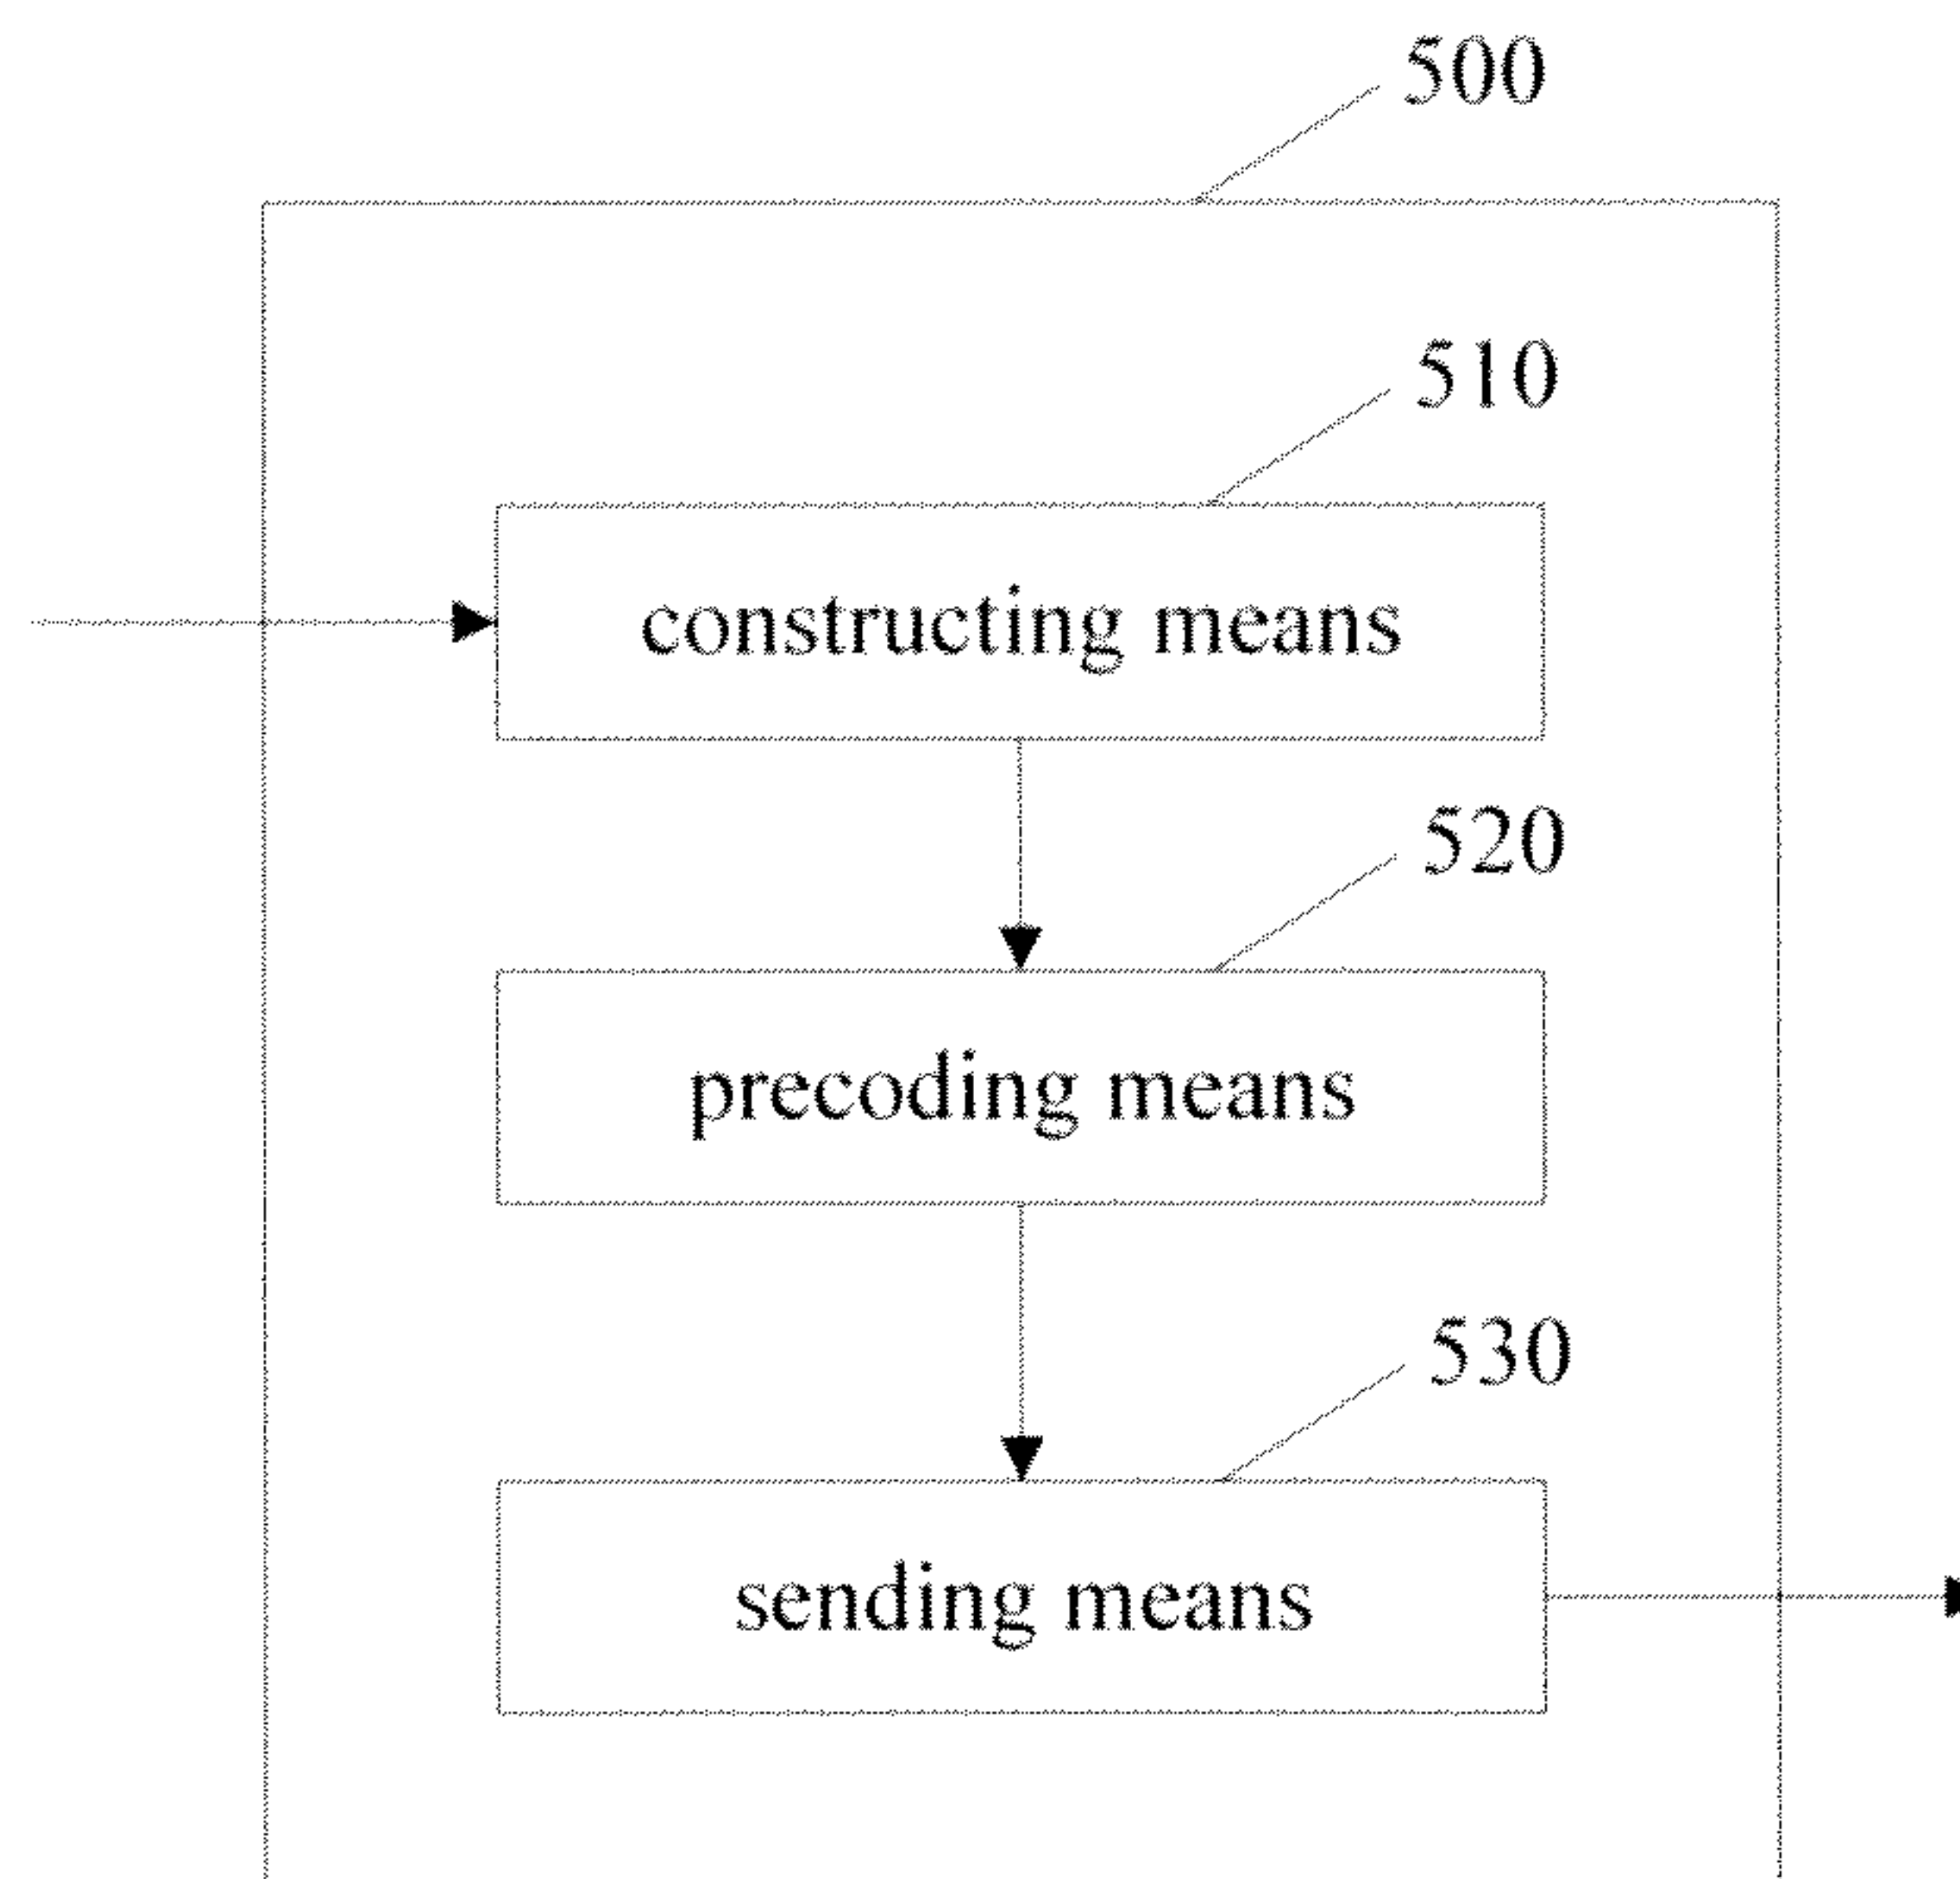 500
510
constructing means
520
precoding means
530
sending means